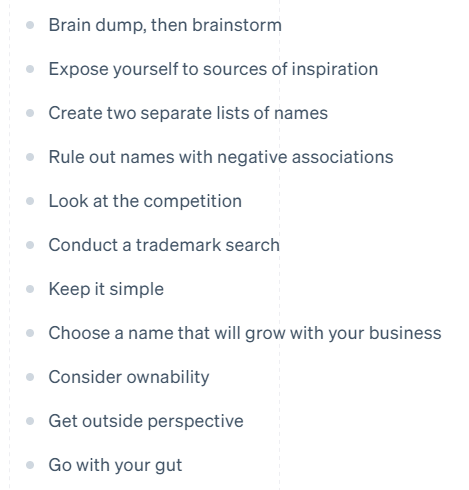 Brain dump, then brainstorm
Expose yourself to sources of inspiration
Create two separate lists of names
Rule out names with negative associations
Look at the competition
Conduct a trademark search
Keep it simple
Choose a name that will grow with your business
Consider ownability
Get outside perspective
Go with your gut